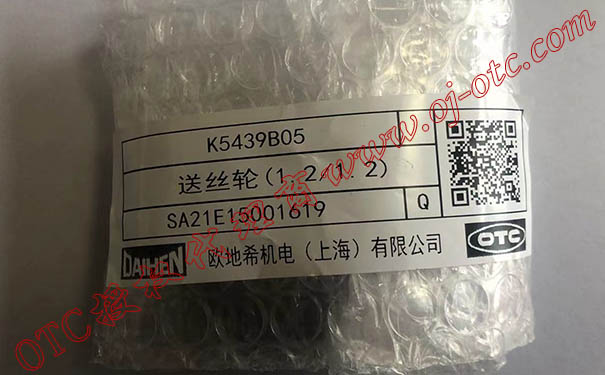 K5439B05
送丝轮(1.2-1.2)
SA21E15001619
Q
DAIHEN
欧地希机电（上海）有限公司
OTC
www.oj-otc.com